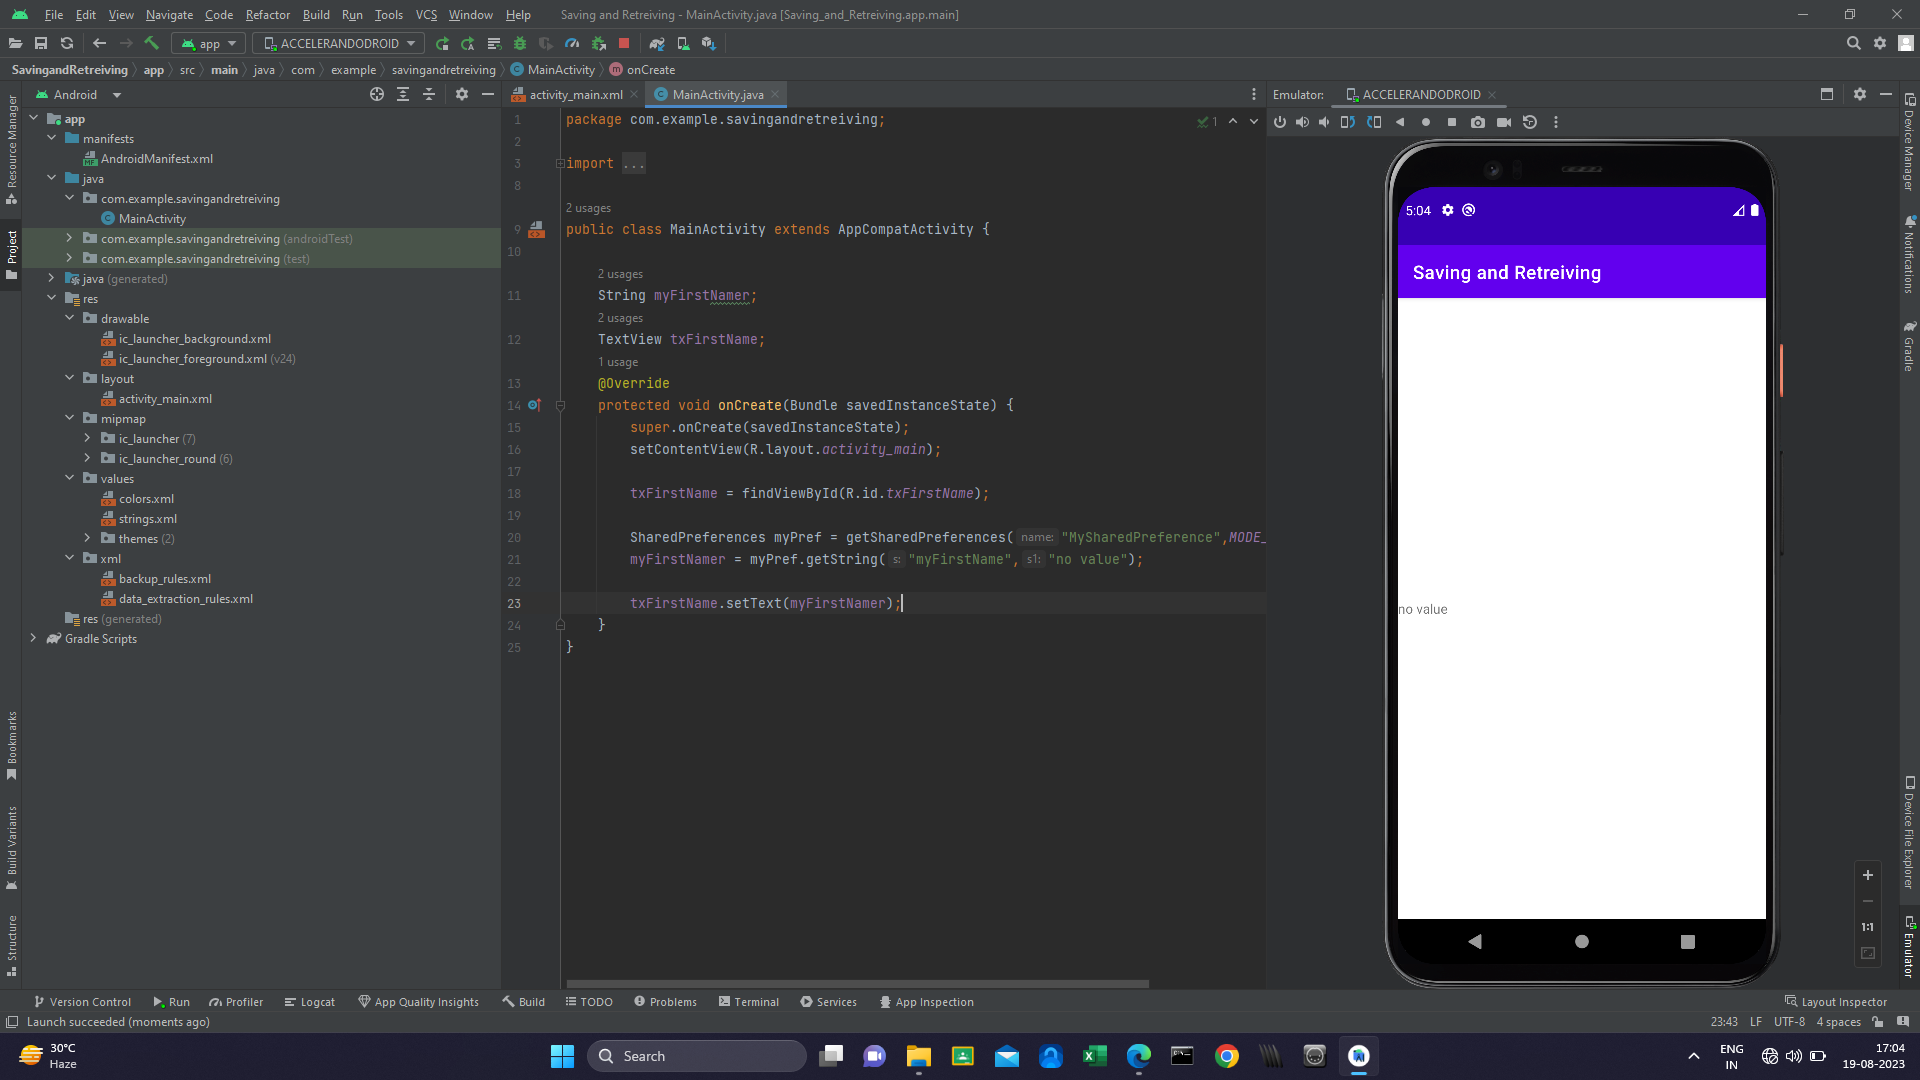 File Edit View Navigate Code Refactor Build Run Tools VCS Window Help Saving and Retreiving - MainActivity.java [Saving_and_Retreiving.app.main]
app ACCELERANDODROID
SavingandRetreiving app src main java com example savingandretreiving MainActivity onCreate
Resource Manager
Project
Bookmarks
Build Variants
Structure
Android
app
manifests
AndroidManifest.xml
java
com.example.savingandretreiving
MainActivity
com.example.savingandretreiving (androidTest)
com.example.savingandretreiving (test)
java (generated)
res
drawable
ic_launcher_background.xml
ic_launcher_foreground.xml (v24)
layout
activity_main.xml
mipmap
ic_launcher (7)
ic_launcher_round (6)
values
colors.xml
strings.xml
themes (2)
xml
backup_rules.xml
data_extraction_rules.xml
res (generated)
Gradle Scripts
activity_main.xml MainActivity.java
1 package com.example.savingandretreiving; 1
2
3 import ...
8
2 usages
9 public class MainActivity extends AppCompatActivity {
10
2 usages
11 String myFirstNamer;
2 usages
12 TextView txFirstName;
1 usage
13 @Override
14 protected void onCreate(Bundle savedInstanceState) {
15 super.onCreate(savedInstanceState);
16 setContentView(R.layout.activity_main);
17
18 txFirstName = findViewById(R.id.txFirstName);
19
20 SharedPreferences myPref = getSharedPreferences( name: "MySharedPreference",MODE_
21 myFirstNamer = myPref.getString( s: "myFirstName", s1: "no value");
22
23 txFirstName.setText(myFirstNamer);
24 }
25 }
Emulator: ACCELERANDODROID
5:04
Saving and Retreiving
no value
1:1
Device Manager
Notifications
Gradle
Device File Explorer
Emulator
Version Control Run Profiler Logcat App Quality Insights Build TODO Problems Terminal Services App Inspection Layout Inspector
Launch succeeded (moments ago) 23:43 LF UTF-8 4 spaces
30°C
Haze
Search
ENG
IN
17:04
19-08-2023